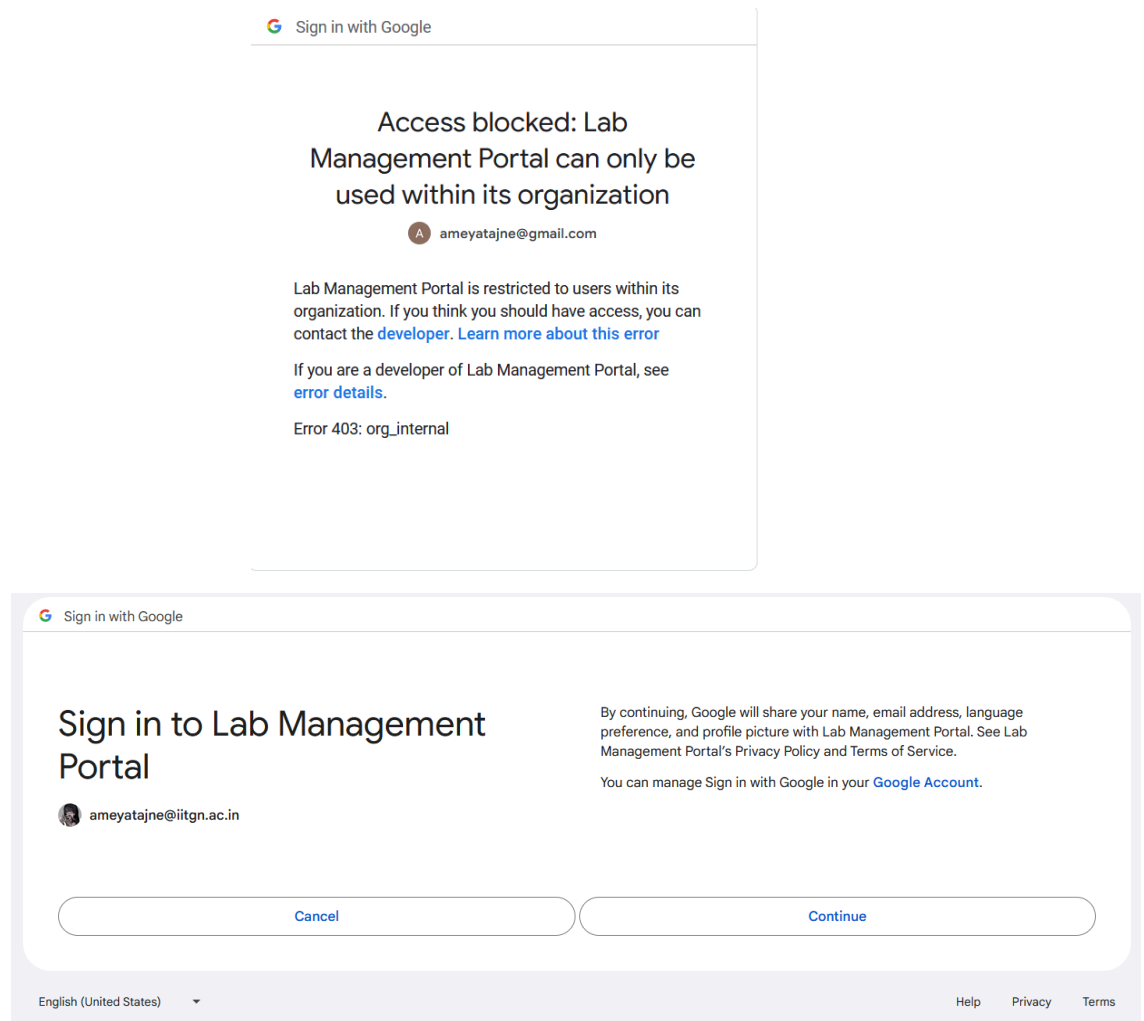 Sign in with Google
Access blocked: Lab
Management Portal can only be
used within its organization
A ameyatajne@gmail.com
Lab Management Portal is restricted to users within its
organization. If you think you should have access, you can
contact the developer. Learn more about this error
If you are a developer of Lab Management Portal, see
error details.
Error 403: org_internal
Sign in with Google
Sign in to Lab Management
Portal
ameyatajne@iitgn.ac.in
By continuing, Google will share your name, email address, language
preference, and profile picture with Lab Management Portal. See Lab
Management Portal's Privacy Policy and Terms of Service.
You can manage Sign in with Google in your Google Account.
Cancel
Continue
English (United States)
Help Privacy Terms